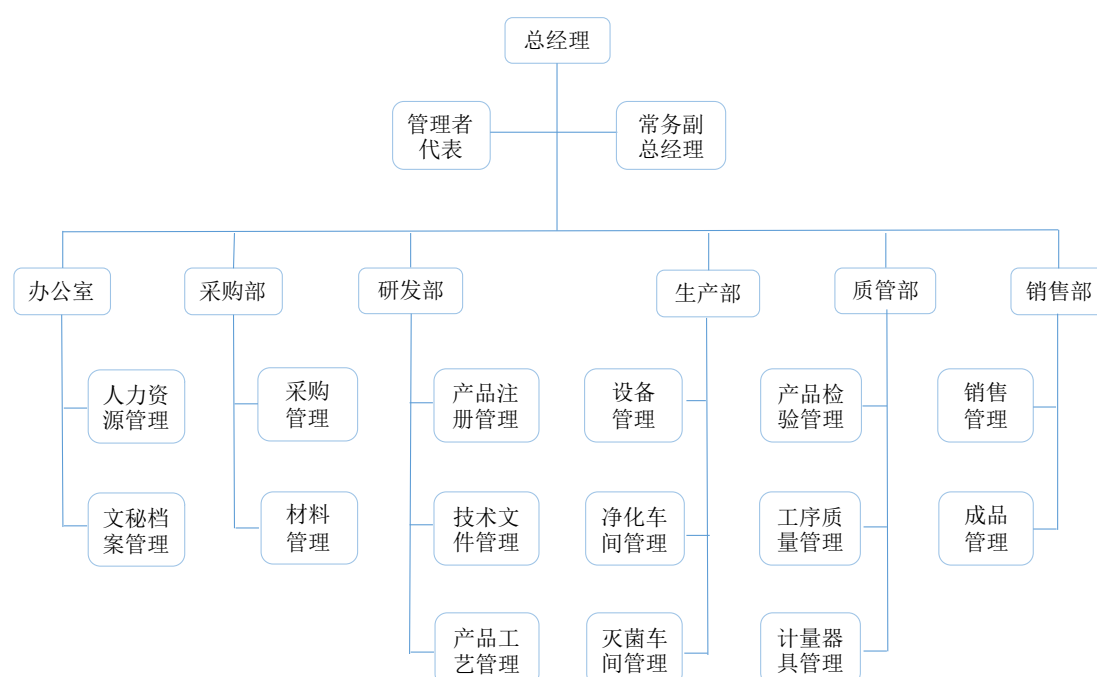 总经理
管理者
代表
常务副
总经理
办公室
采购部
研发部
生产部
质管部
销售部
人力资
源管理
采购
管理
产品注
册管理
设备
管理
产品检
验管理
销售
管理
文秘档
案管理
材料
管理
技术文
件管理
净化车
间管理
工序质
量管理
成品
管理
产品工
艺管理
灭菌车
间管理
计量器
具管理